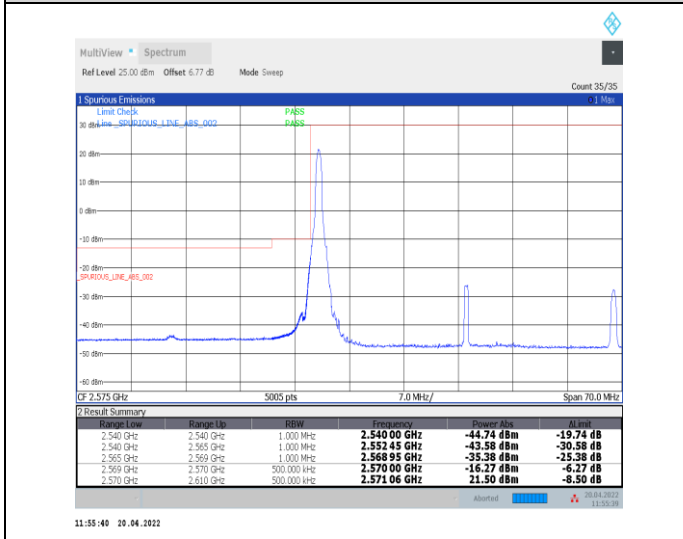 MultiView Spectrum
Ref Level 25.00 dBm Offset 6.77 dB Mode Sweep
Count 35/35
1 Spurious Emissions 1 Max
Limit Check PASS
30 dBm Line _SPURIOUS_LINE_ABS_002 PASS
20 dBm
10 dBm
0 dBm
-10 dBm
-20 dBm
_SPURIOUS_LINE_ABS_002
-30 dBm
-40 dBm
-50 dBm
-60 dBm
CF 2.575 GHz 5005 pts 7.0 MHz/ Span 70.0 MHz
2 Result Summary
Range Low Range Up RBW Frequency Power Abs ΔLimit
2.540 GHz 2.540 GHz 1.000 MHz 2.540 00 GHz -44.74 dBm -19.74 dB
2.540 GHz 2.565 GHz 1.000 MHz 2.552 45 GHz -43.58 dBm -30.58 dB
2.565 GHz 2.569 GHz 1.000 MHz 2.568 95 GHz -35.38 dBm -25.38 dB
2.569 GHz 2.570 GHz 500.000 kHz 2.570 00 GHz -16.27 dBm -6.27 dB
2.570 GHz 2.610 GHz 500.000 kHz 2.571 06 GHz 21.50 dBm -8.50 dB
Aborted 20.04.2022
11:55:39
11:55:40 20.04.2022